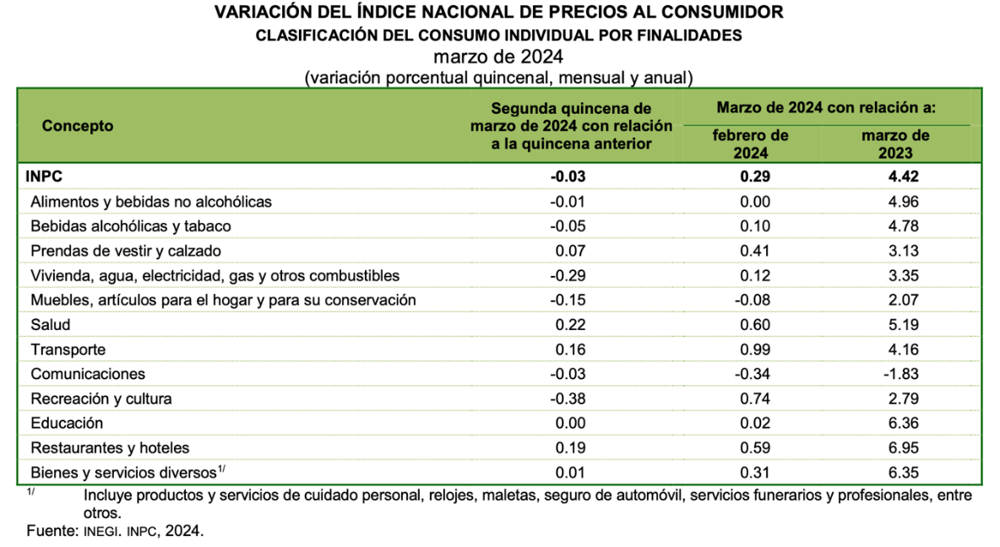 VARIACIÓN DEL ÍNDICE NACIONAL DE PRECIOS AL CONSUMIDOR
CLASIFICACIÓN DEL CONSUMO INDIVIDUAL POR FINALIDADES
marzo de 2024
(variación porcentual quincenal, mensual y anual)
Concepto
Segunda quincena de
marzo de 2024 con relación
a la quincena anterior
Marzo de 2024 con relación a:
febrero de
2024
marzo de
2023
INPC -0.03 0.29 4.42
Alimentos y bebidas no alcohólicas -0.01 0.00 4.96
Bebidas alcohólicas y tabaco -0.05 0.10 4.78
Prendas de vestir y calzado 0.07 0.41 3.13
Vivienda, agua, electricidad, gas y otros combustibles -0.29 0.12 3.35
Muebles, artículos para el hogar y para su conservación -0.15 -0.08 2.07
Salud 0.22 0.60 5.19
Transporte 0.16 0.99 4.16
Comunicaciones -0.03 -0.34 -1.83
Recreación y cultura -0.38 0.74 2.79
Educación 0.00 0.02 6.36
Restaurantes y hoteles 0.19 0.59 6.95
Bienes y servicios diversos1/ 0.01 0.31 6.35
1/ Incluye productos y servicios de cuidado personal, relojes, maletas, seguro de automóvil, servicios funerarios y profesionales, entre
otros.
Fuente: INEGI. INPC, 2024.